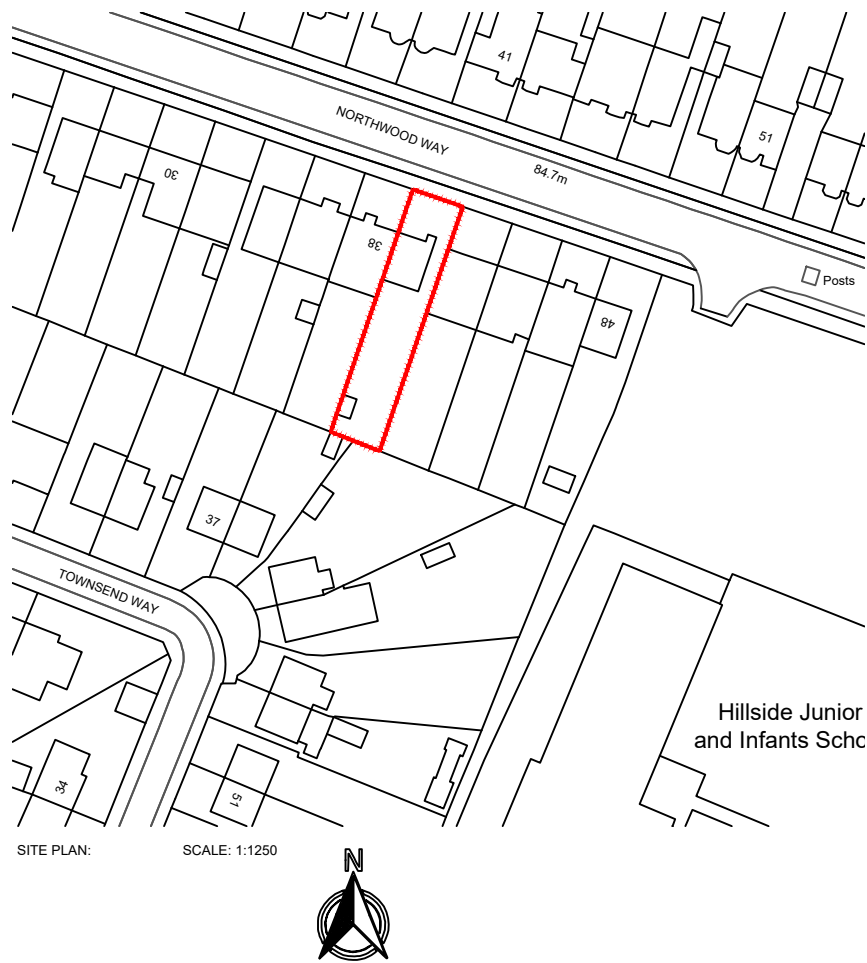 41
NORTHWOOD WAY
51
84.7m
30
38
Posts
48
37
TOWNSEND WAY
Hillside Junior
and Infants Scho
34
51
SITE PLAN: SCALE: 1:1250
N